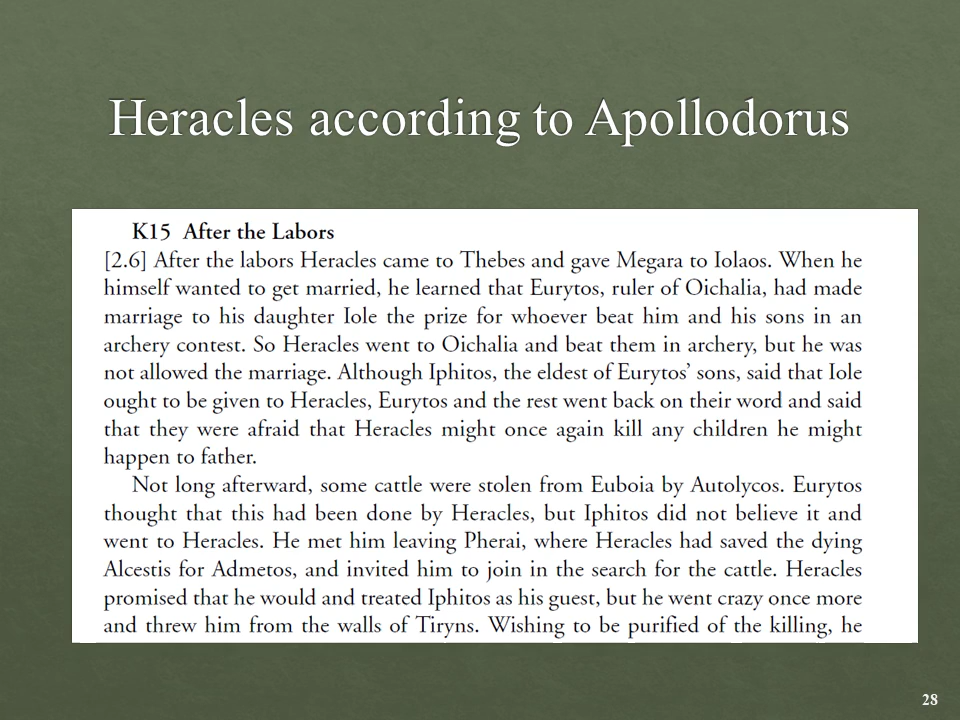 Heracles according to Apollodorus
K15 After the Labors
[2.6] After the labors Heracles came to Thebes and gave Megara to Iolaos. When he
himself wanted to get married, he learned that Eurytos, ruler of Oichalia, had made
marriage to his daughter Iole the prize for whoever beat him and his sons in an
archery contest. So Heracles went to Oichalia and beat them in archery, but he was
not allowed the marriage. Although Iphitos, the eldest of Eurytos’ sons, said that Iole
ought to be given to Heracles, Eurytos and the rest went back on their word and said
that they were afraid that Heracles might once again kill any children he might
happen to father.
Not long afterward, some cattle were stolen from Euboia by Autolycos. Eurytos
thought that this had been done by Heracles, but Iphitos did not believe it and
went to Heracles. He met him leaving Pherai, where Heracles had saved the dying
Alcestis for Admetos, and invited him to join in the search for the cattle. Heracles
promised that he would and treated Iphitos as his guest, but he went crazy once more
and threw him from the walls of Tiryns. Wishing to be purified of the killing, he
28